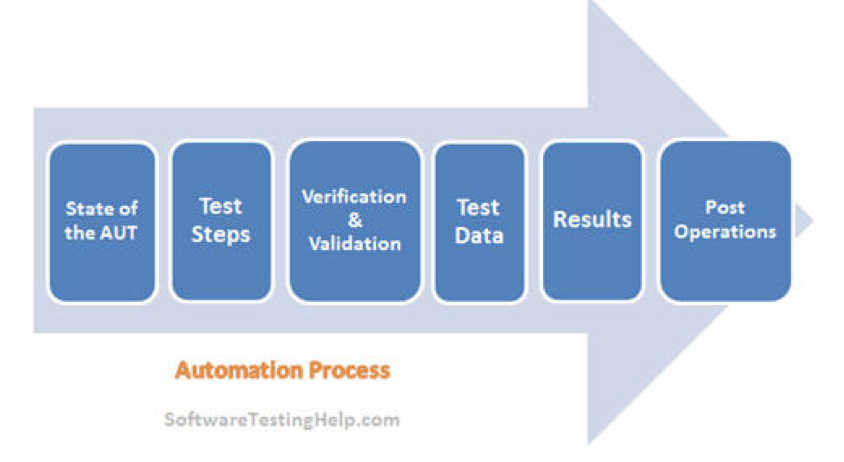 State of
the AUT
Test
Steps
Verification
&
Validation
Test
Data
Results
Post
Operations
Automation Process
SoftwareTestingHelp.com